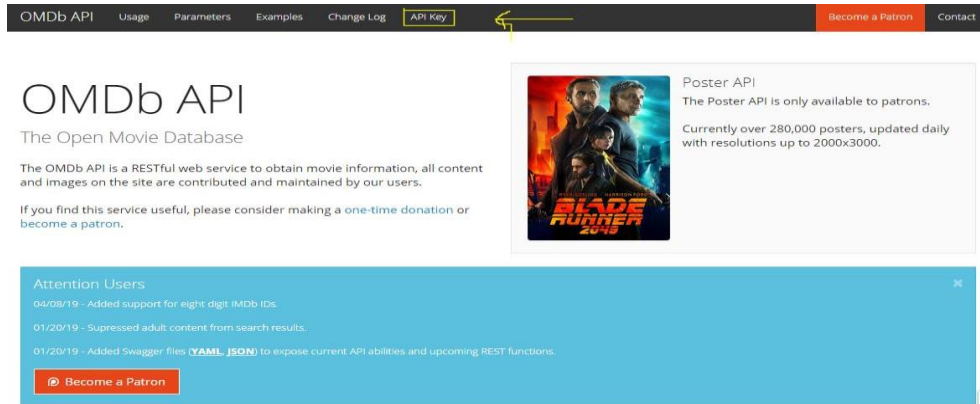 OMDb API Usage Parameters Examples Change Log API Key Become a Patron Contact
OMDb API
The Open Movie Database
The OMDb API is a RESTful web service to obtain movie information, all content
and images on the site are contributed and maintained by our users.
If you find this service useful, please consider making a one-time donation or
become a patron.
BLADE
RUNNER
2049
Poster API
The Poster API is only available to patrons.
Currently over 280,000 posters, updated daily
with resolutions up to 2000x3000.
Attention Users
04/08/19 - Added support for eight digit IMDb IDs.
01/20/19 - Supressed adult content from search results.
01/20/19 - Added Swagger files (YAML, JSON) to expose current API abilities and upcoming REST functions.
Become a Patron